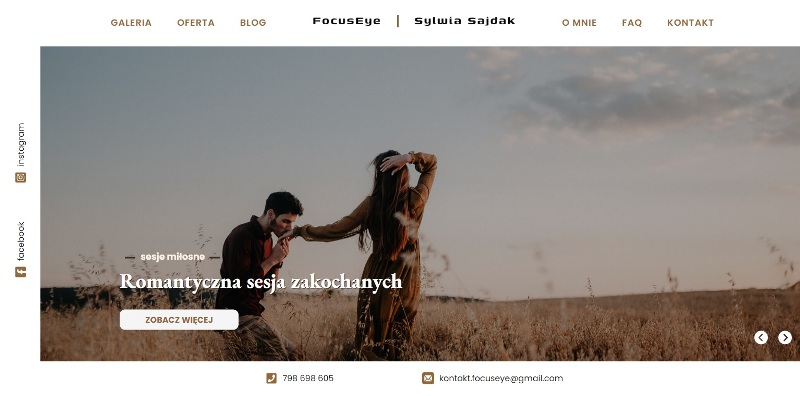 GALERIA OFERTA BLOG FocusEye | Sylwia Sajdak O MNIE FAQ KONTAKT
instagram
facebook
sesje miłosne
Romantyczna sesja zakochanych
ZOBACZ WIĘCEJ
798 698 605 kontakt.focuseye@gmail.com